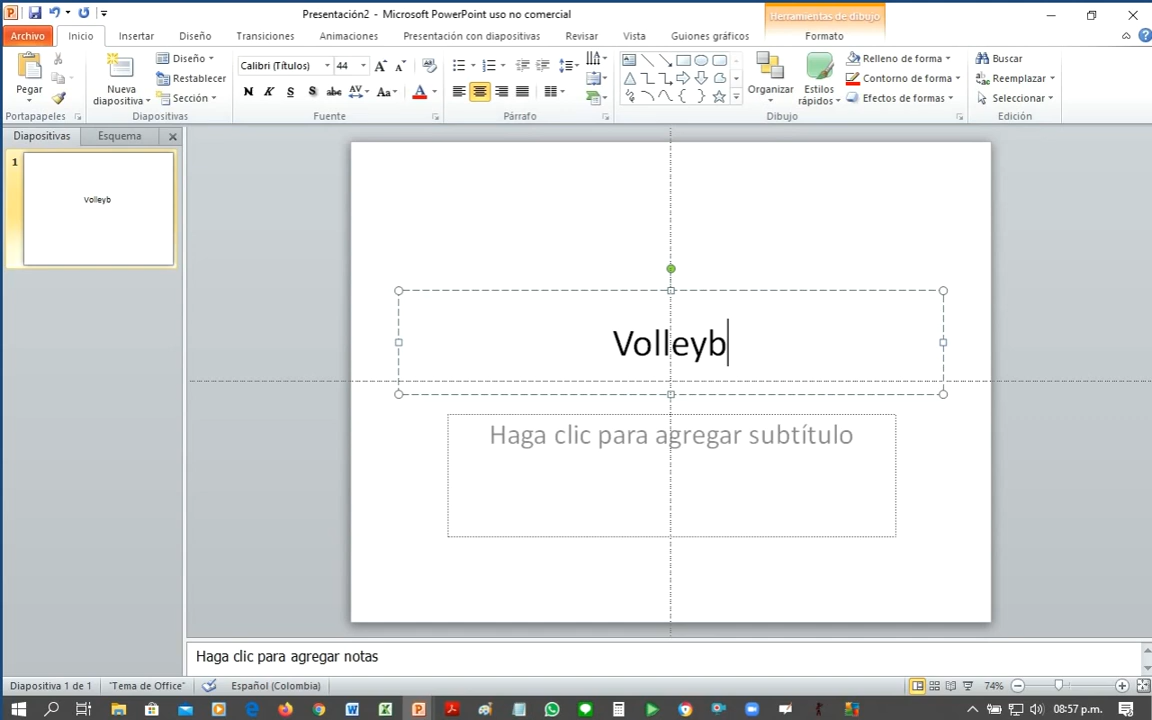 Presentación2 - Microsoft PowerPoint uso no comercial
Herramientas de dibujo
Archivo Inicio Insertar Diseño Transiciones Animaciones Presentación con diapositivas Revisar Vista Guiones gráficos Formato
Pegar
Portapapeles
Nueva diapositiva
Diseño
Restablecer
Sección
Diapositivas
Calibri (Títulos) 44
N K S S abc AV Aa A
Fuente
Párrafo
Organizar
Estilos rápidos
Relleno de forma
Contorno de forma
Efectos de formas
Dibujo
Buscar
Reemplazar
Seleccionar
Edición
Diapositivas Esquema
1
Volleyb
Volleyb
Haga clic para agregar subtítulo
Haga clic para agregar notas
Diapositiva 1 de 1 "Tema de Office" Español (Colombia) 74%
08:57 p.m.